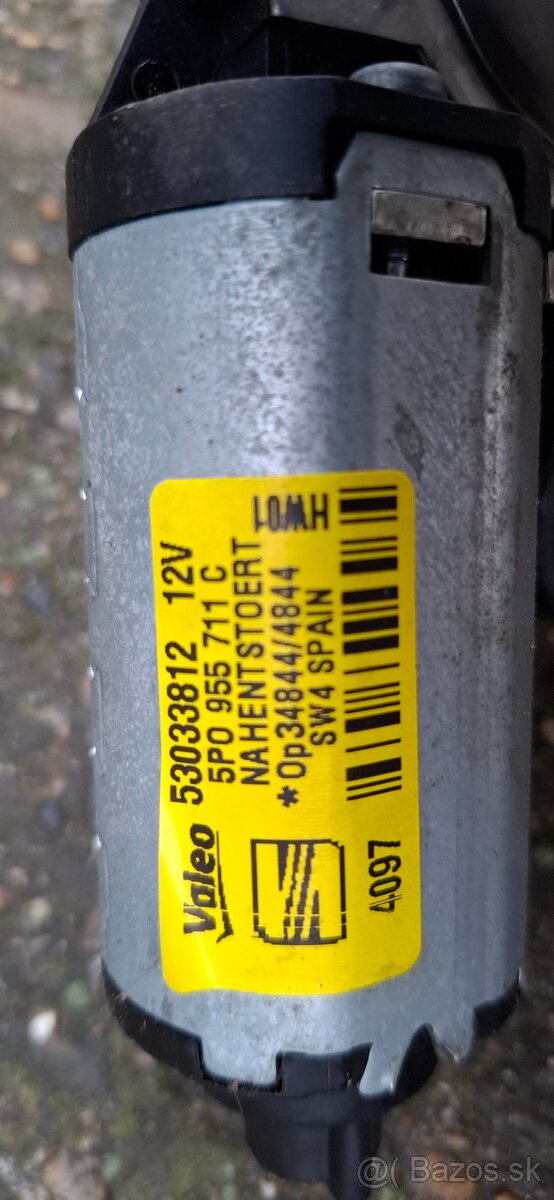 Valeo 53033812 12V
5P0 955 711 C
NAHENTSTOERT
HW01
*Op34844/4844
SW4 SPAIN
4097
@( Bazos.sk